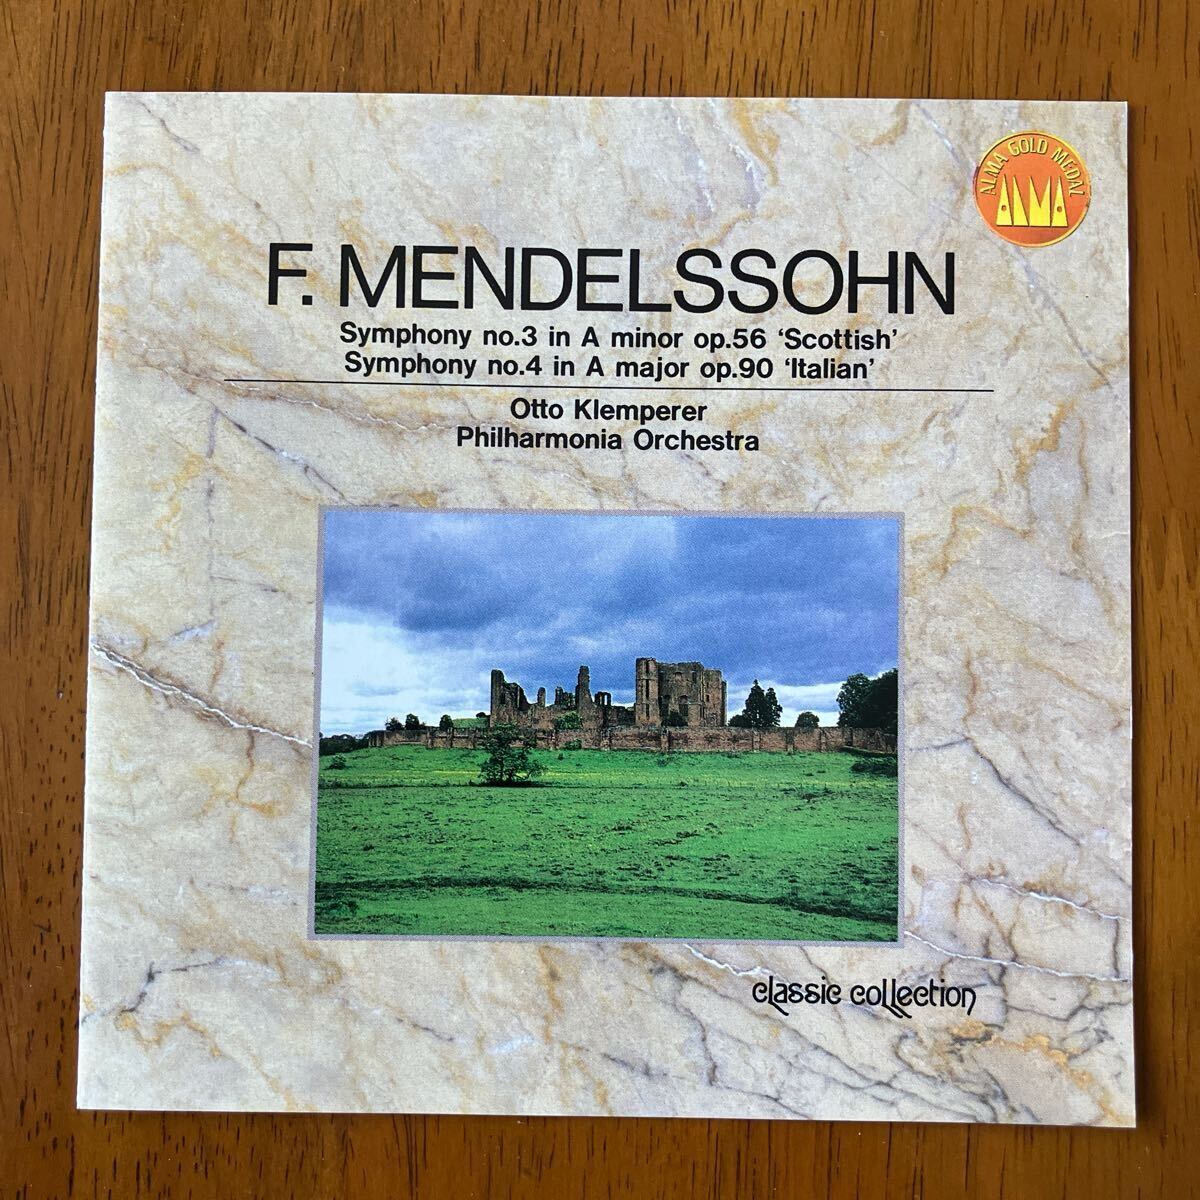 ALMA GOLD MEDAL
ALMA
F. MENDELSSOHN
Symphony no.3 in A minor op.56 ‘Scottish’
Symphony no.4 in A major op.90 ‘Italian’
Otto Klemperer
Philharmonia Orchestra
classic collection